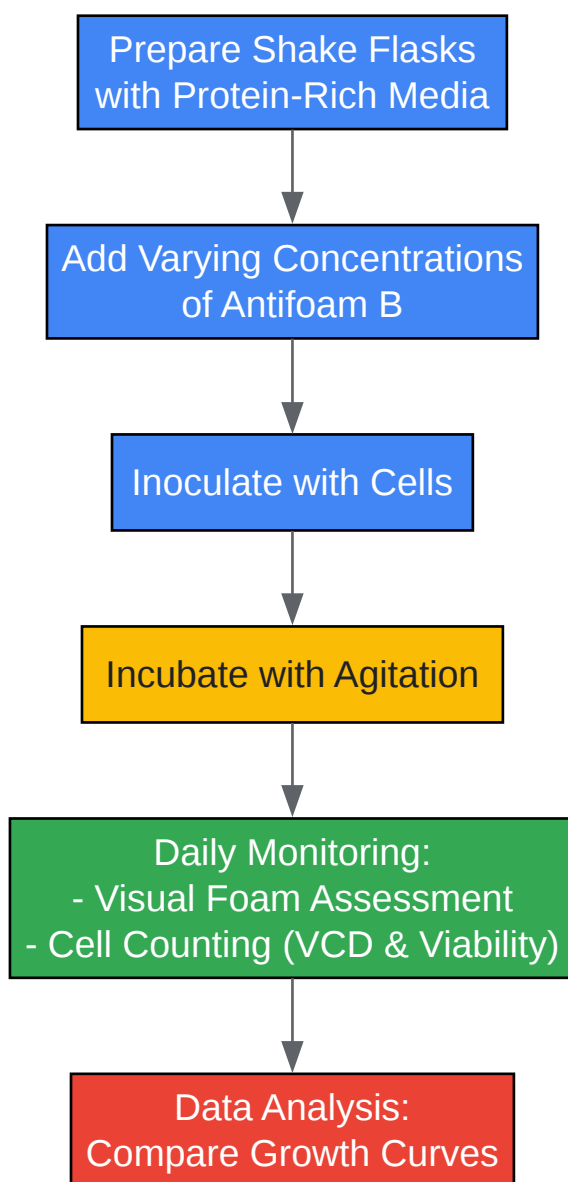 Prepare Shake Flasks
with Protein-Rich Media
Add Varying Concentrations
of Antifoam B
Inoculate with Cells
Incubate with Agitation
Daily Monitoring:
- Visual Foam Assessment
- Cell Counting (VCD & Viability)
Data Analysis:
Compare Growth Curves